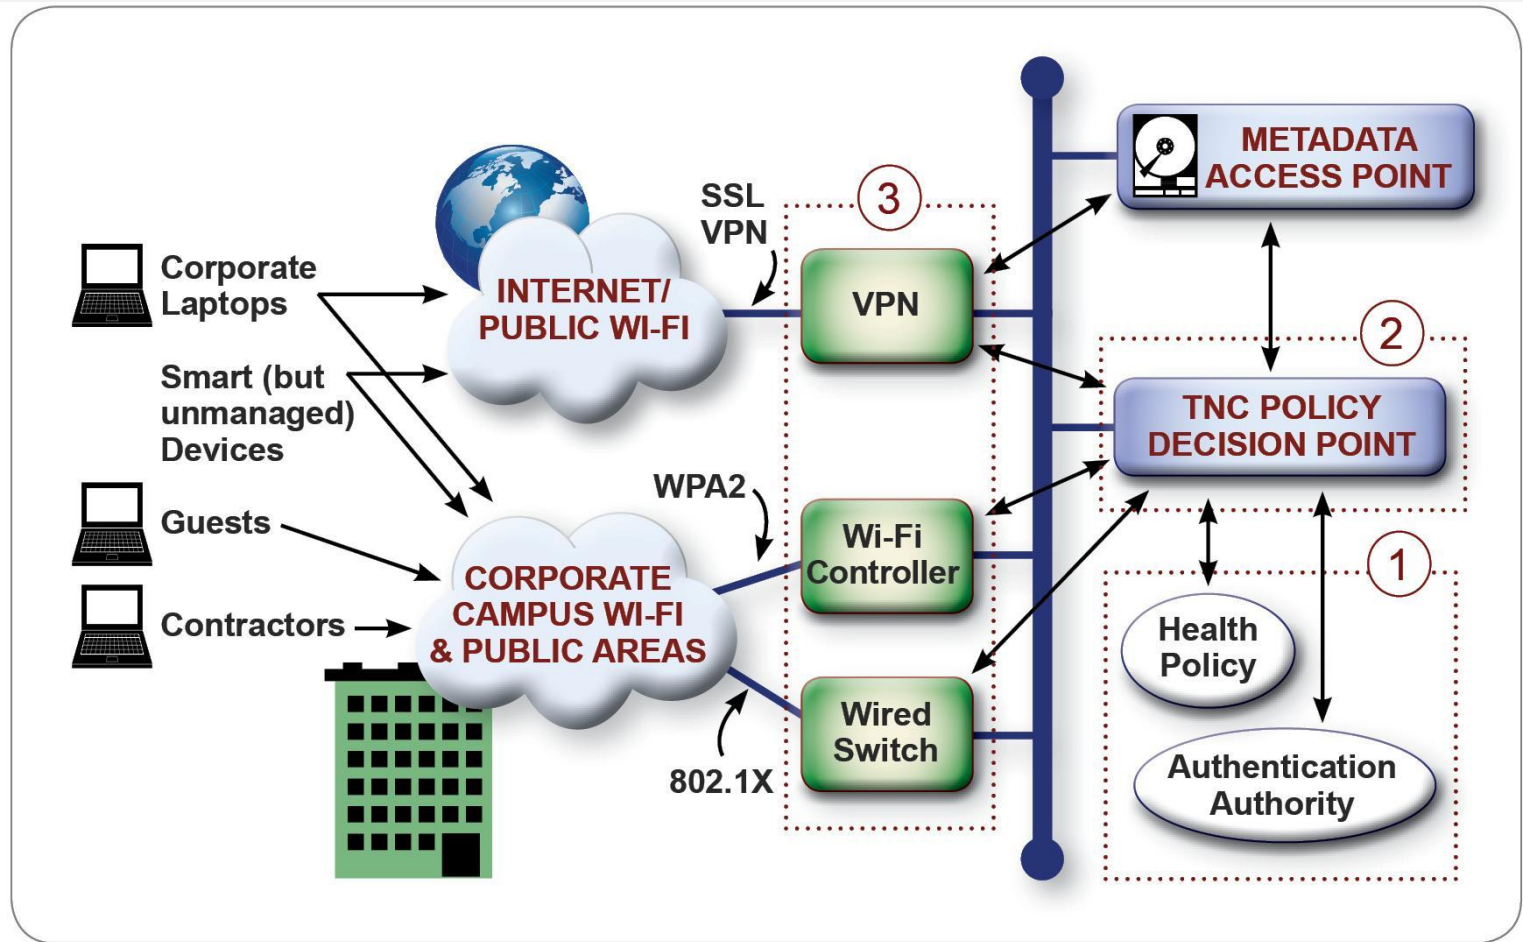 Corporate
Laptops
Smart (but
unmanaged)
Devices
Guests
Contractors
INTERNET/
PUBLIC WI-FI
CORPORATE
CAMPUS WI-FI
& PUBLIC AREAS
SSL
VPN
WPA2
802.1X
3
VPN
Wi-Fi
Controller
Wired
Switch
METADATA
ACCESS POINT
2
TNC POLICY
DECISION POINT
1
Health
Policy
Authentication
Authority